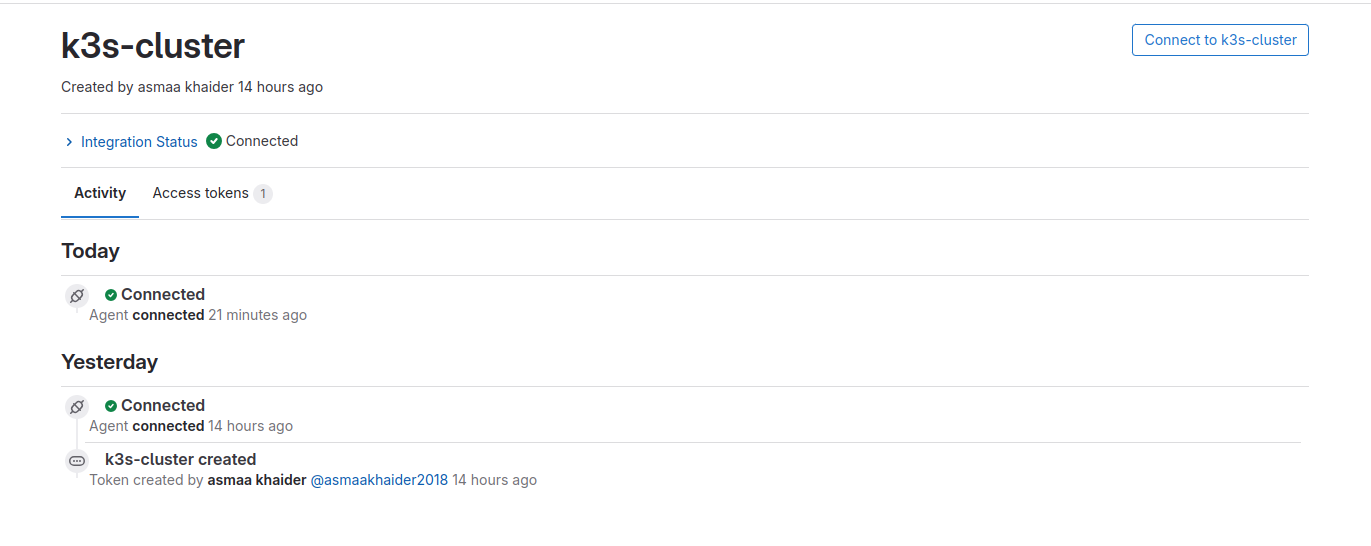 k3s-cluster
Connect to k3s-cluster
Created by asmaa khaider 14 hours ago
Integration Status Connected
Activity Access tokens 1
Today
Connected
Agent connected 21 minutes ago
Yesterday
Connected
Agent connected 14 hours ago
k3s-cluster created
Token created by asmaa khaider @asmaakhaider2018 14 hours ago